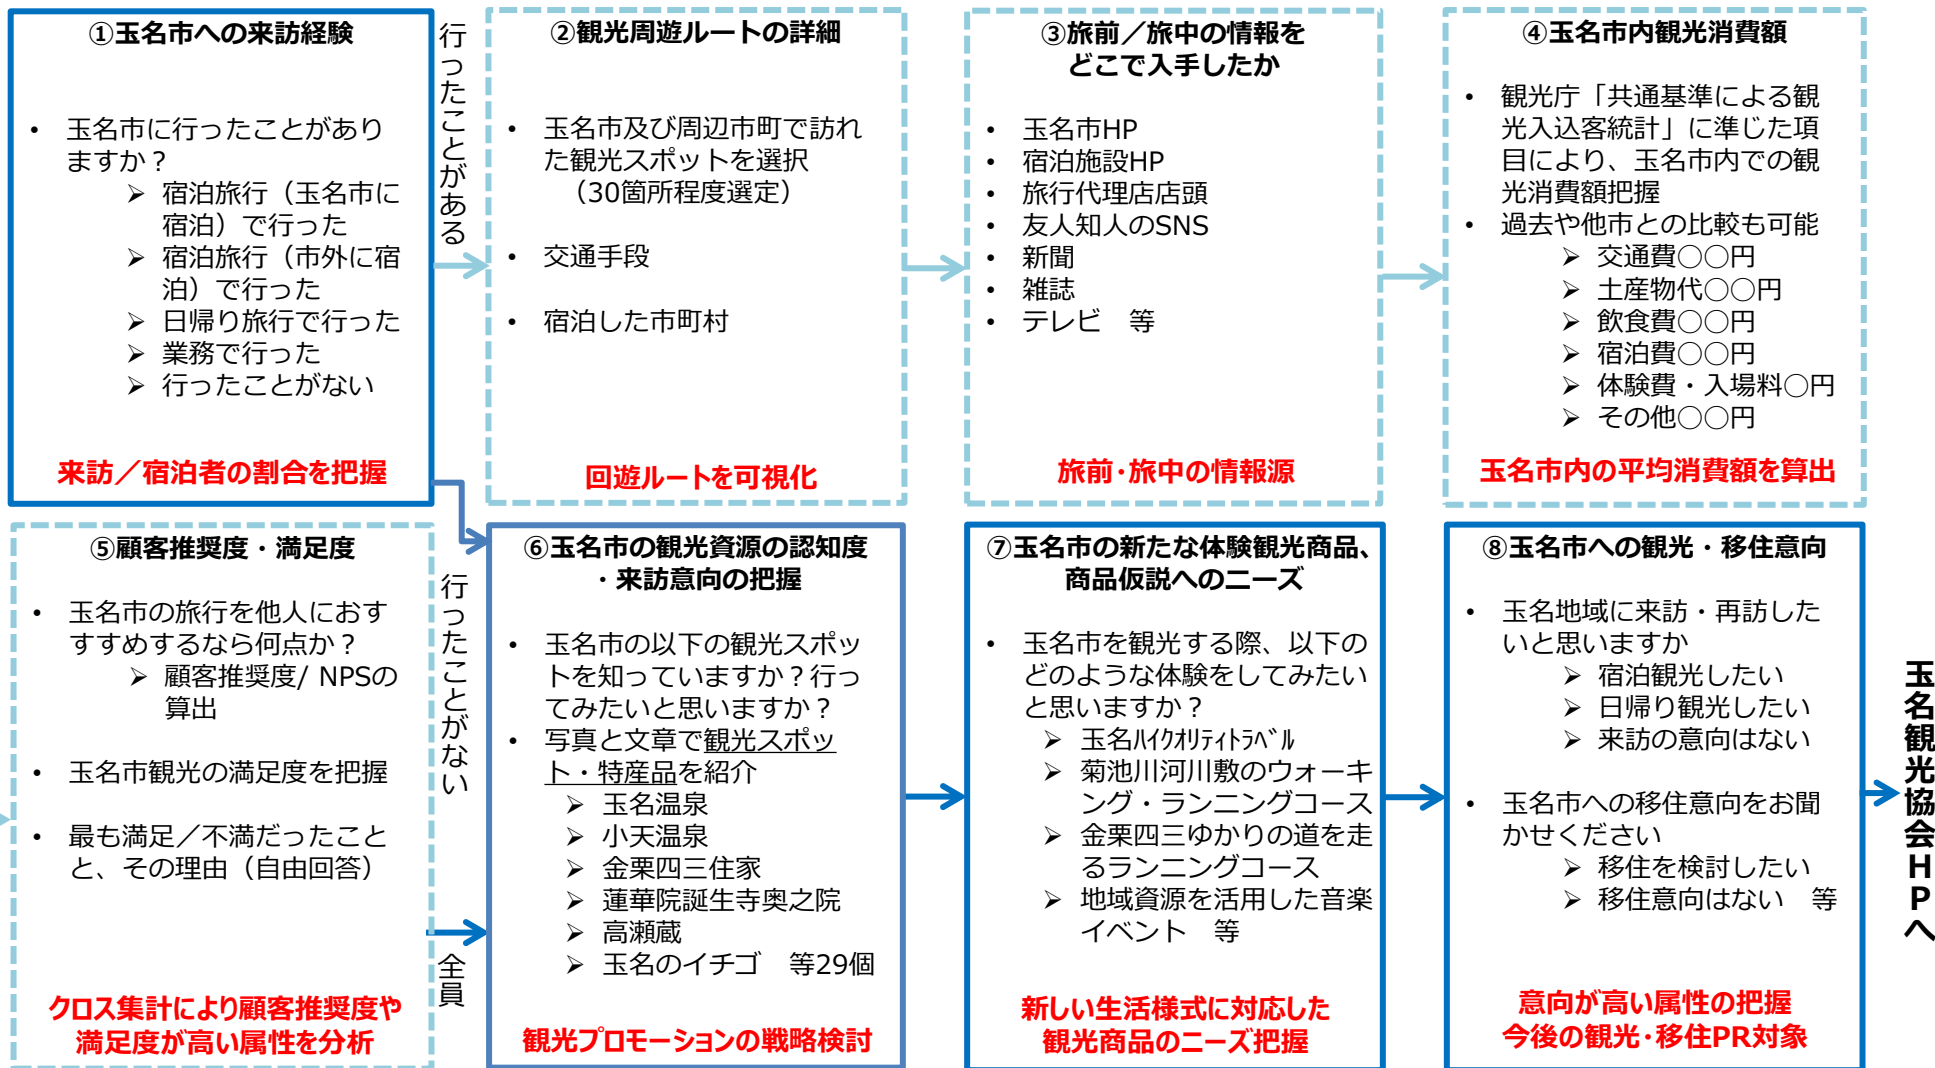 ①玉名市への来訪経験
• 玉名市に行ったことがあり
ますか？
➢ 宿泊旅行（玉名市に
宿泊）で行った
➢ 宿泊旅行（市外に宿
泊）で行った
➢ 日帰り旅行で行った
➢ 業務で行った
➢ 行ったことがない
来訪／宿泊者の割合を把握
行ったことがある
②観光周遊ルートの詳細
• 玉名市及び周辺市町で訪れ
た観光スポットを選択
（30箇所程度選定）
• 交通手段
• 宿泊した市町村
回遊ルートを可視化
③旅前／旅中の情報を
どこで入手したか
• 玉名市HP
• 宿泊施設HP
• 旅行代理店店頭
• 友人知人のSNS
• 新聞
• 雑誌
• テレビ　等
旅前・旅中の情報源
④玉名市内観光消費額
• 観光庁「共通基準による観
光入込客統計」に準じた項
目により、玉名市内での観
光消費額把握
• 過去や他市との比較も可能
➢ 交通費〇〇円
➢ 土産物代〇〇円
➢ 飲食費〇〇円
➢ 宿泊費〇〇円
➢ 体験費・入場料〇円
➢ その他〇〇円
玉名市内の平均消費額を算出
⑤顧客推奨度・満足度
• 玉名市の旅行を他人におす
すすめするなら何点か？
➢ 顧客推奨度/ NPSの
算出
• 玉名市観光の満足度を把握
• 最も満足／不満だったこと
と、その理由（自由回答）
クロス集計により顧客推奨度や
満足度が高い属性を分析
行ったことがない
全員
⑥玉名市の観光資源の認知度
・来訪意向の把握
• 玉名市の以下の観光スポッ
トを知っていますか？行っ
てみたいと思いますか？
• 写真と文章で観光スポッ
ト・特産品を紹介
➢ 玉名温泉
➢ 小天温泉
➢ 金栗四三住家
➢ 蓮華院誕生寺奥之院
➢ 高瀬蔵
➢ 玉名のイチゴ　等29個
観光プロモーションの戦略検討
⑦玉名市の新たな体験観光商品、
商品仮説へのニーズ
• 玉名市を観光する際、以下の
どのような体験をしてみたい
と思いますか？
➢ 玉名ﾊｲｸｵﾘﾃｨﾄﾗﾍﾞﾙ
➢ 菊池川河川敷のウォーキ
ング・ランニングコース
➢ 金栗四三ゆかりの道を走
るランニングコース
➢ 地域資源を活用した音楽
イベント　等
新しい生活様式に対応した
観光商品のニーズ把握
⑧玉名市への観光・移住意向
• 玉名地域に来訪・再訪した
いと思いますか
➢ 宿泊観光したい
➢ 日帰り観光したい
➢ 来訪の意向はない
• 玉名市への移住意向をお聞
かせください
➢ 移住を検討したい
➢ 移住意向はない　等
意向が高い属性の把握
今後の観光・移住PR対象
玉名観光協会ＨＰへ